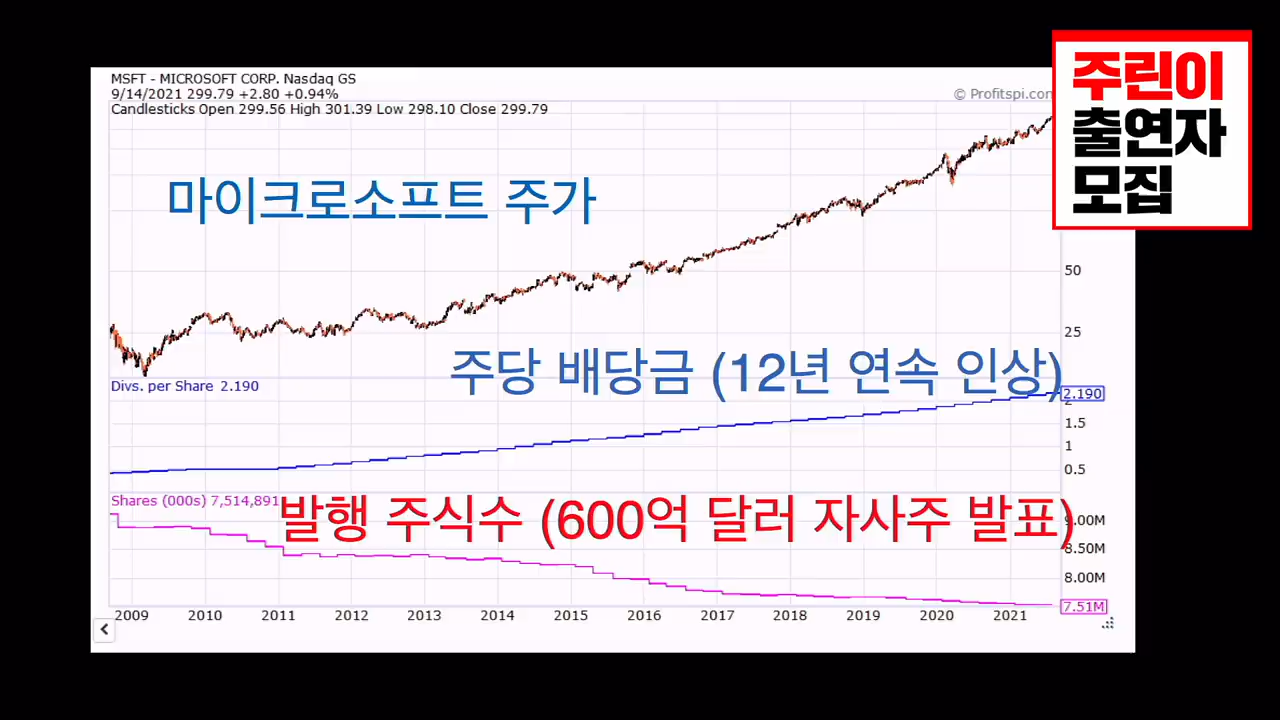 MSFT - MICROSOFT CORP. Nasdaq GS
9/14/2021 299.79 +2.80 +0.94%
Candlesticks Open 299.56 High 301.39 Low 298.10 Close 299.79
© Profitspi.com
주린이
출연자
모집
마이크로소프트 주가
50
25
주당 배당금 (12년 연속 인상)
Divs. per Share 2.190
2.190
2
1.5
1
0.5
Shares (000s) 7,514,891
발행 주식수 (600억 달러 자사주 발표)
9.00M
8.50M
8.00M
7.51M
2009 2010 2011 2012 2013 2014 2015 2016 2017 2018 2019 2020 2021